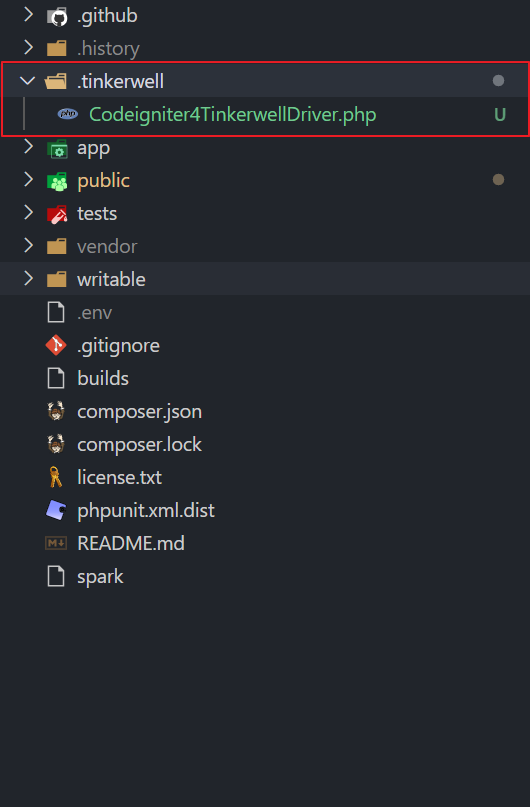 .github
.history
.tinkerwell
php Codeigniter4TinkerwellDriver.php U
app
public
tests
vendor
writable
.env
.gitignore
builds
composer.json
composer.lock
license.txt
phpunit.xml.dist
M README.md
spark